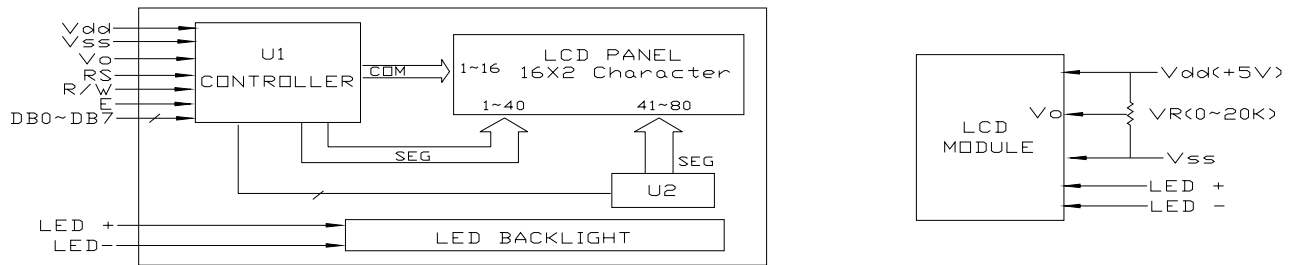 Vdd
Vss
Vo
RS
R/W
E
DB0~DB7
U1
CONTROLLER
COM
LCD PANEL
1~16 16X2 Character
1~40 41~80
SEG
SEG
U2
LED +
LED-
LED BACKLIGHT
LCD
MODULE
Vdd(+5V)
Vo
VR(0~20K)
Vss
LED +
LED -